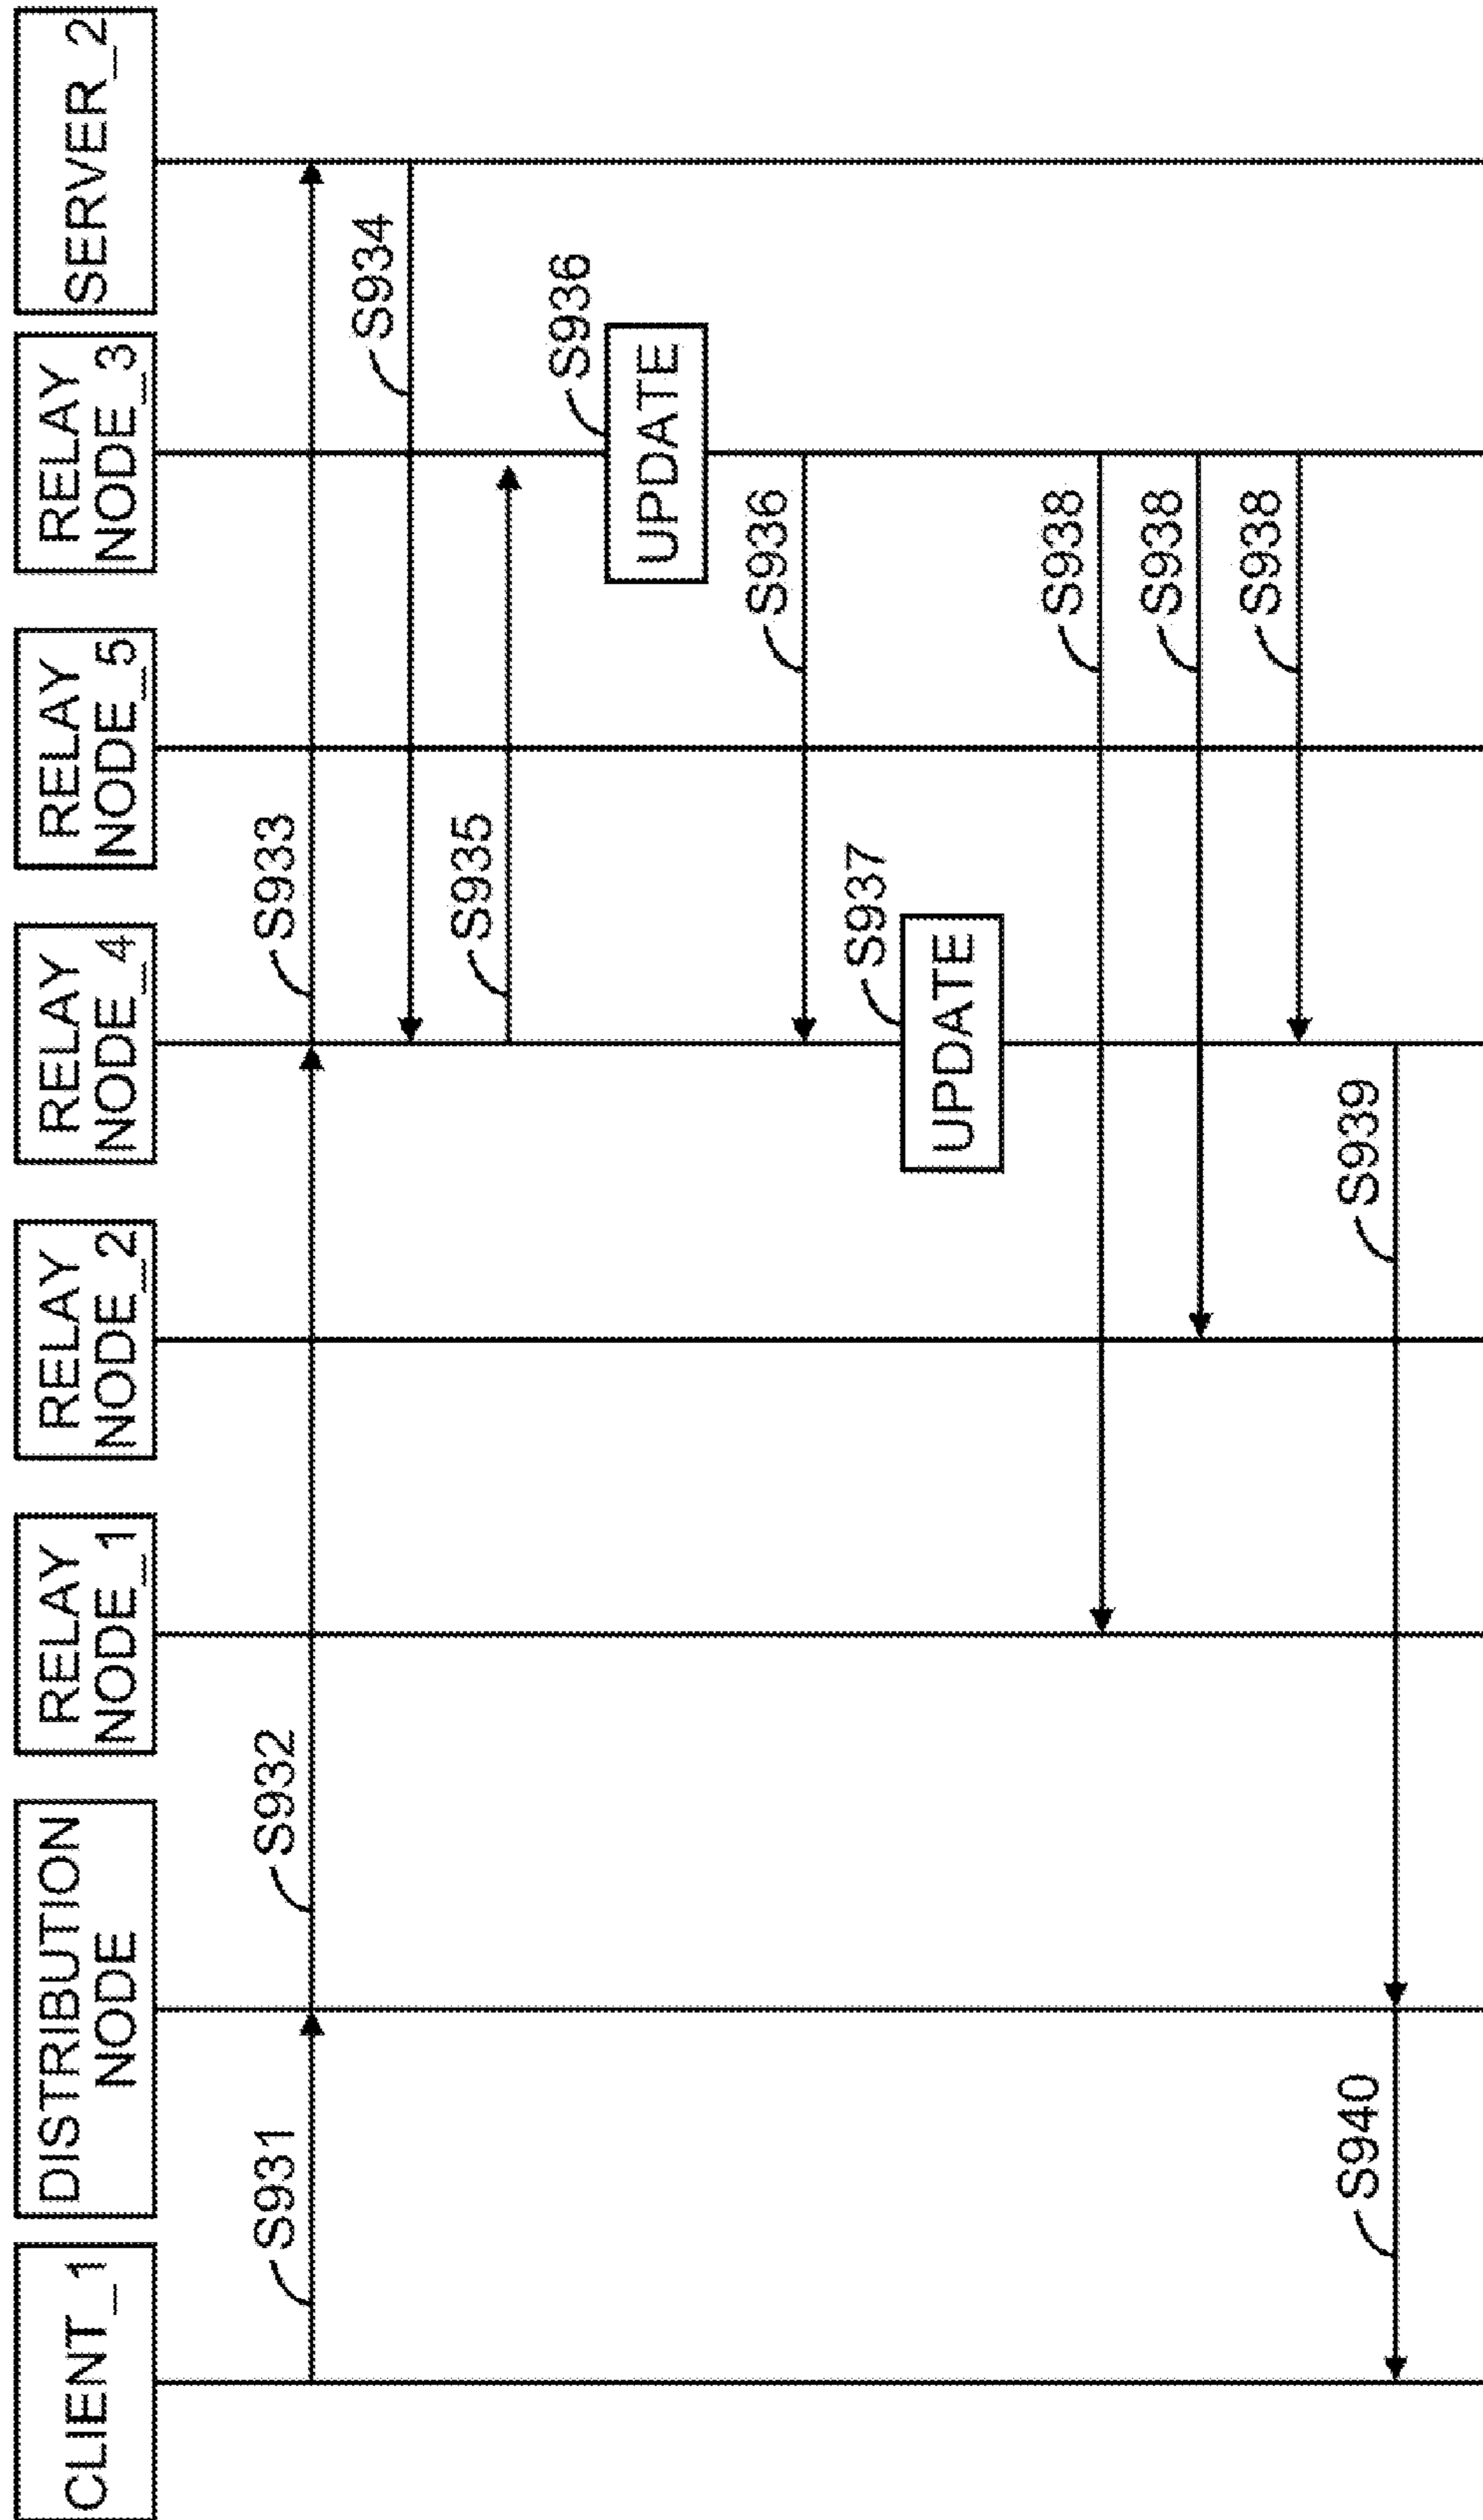 CLIENT_1
DISTRIBUTION
NODE
RELAY
NODE_1
RELAY
NODE_2
RELAY
NODE_4
RELAY
NODE_5
RELAY
NODE_3
SERVER_2
S931
S932
S933
S934
S935
S936
UPDATE
S936
S937
UPDATE
S938
S938
S938
S939
S940